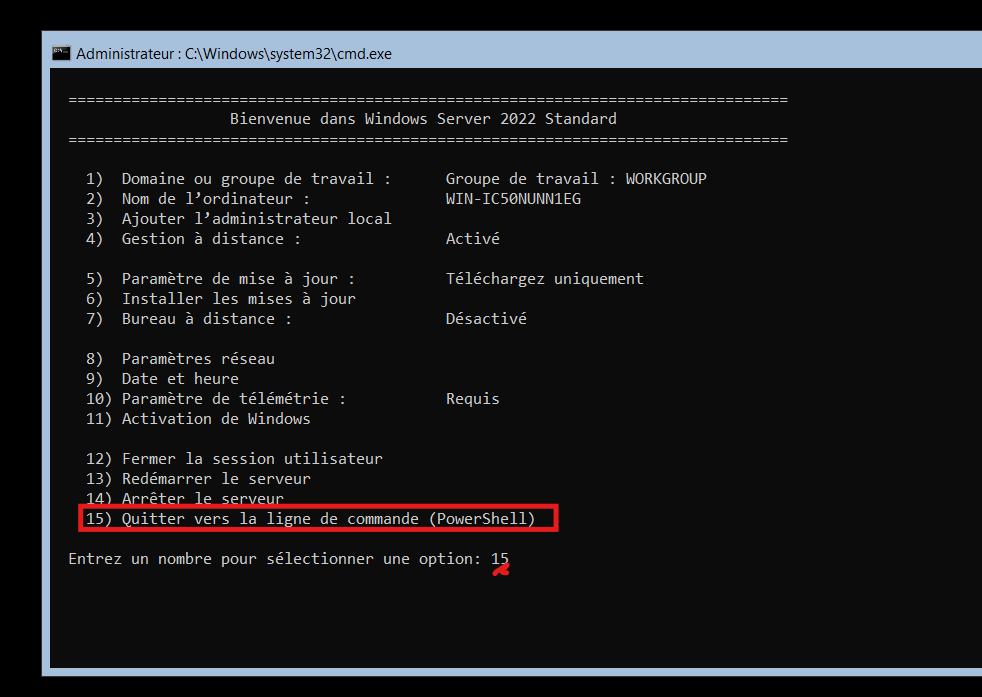 Administrateur : C:\Windows\system32\cmd.exe
================================================================================
Bienvenue dans Windows Server 2022 Standard
================================================================================
1) Domaine ou groupe de travail : Groupe de travail : WORKGROUP
2) Nom de l’ordinateur : WIN-IC50NUNN1EG
3) Ajouter l’administrateur local
4) Gestion à distance : Activé
5) Paramètre de mise à jour : Téléchargez uniquement
6) Installer les mises à jour
7) Bureau à distance : Désactivé
8) Paramètres réseau
9) Date et heure
10) Paramètre de télémétrie : Requis
11) Activation de Windows
12) Fermer la session utilisateur
13) Redémarrer le serveur
14) Arrêter le serveur
15) Quitter vers la ligne de commande (PowerShell)
Entrez un nombre pour sélectionner une option: 15